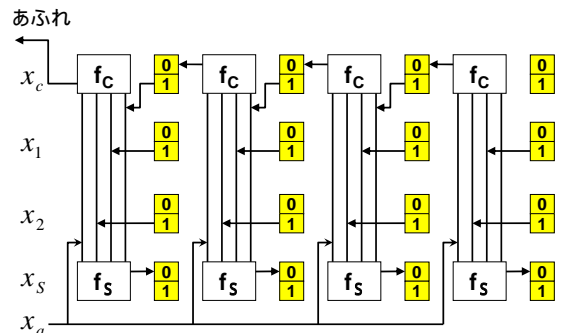 あふれ
x_c f_C 0 1 f_C 0 1 f_C 0 1 f_C 0 1
x_1 0 1 0 1 0 1 0 1
x_2 0 1 0 1 0 1 0 1
x_S f_S 0 1 f_S 0 1 f_S 0 1 f_S 0 1
x_a